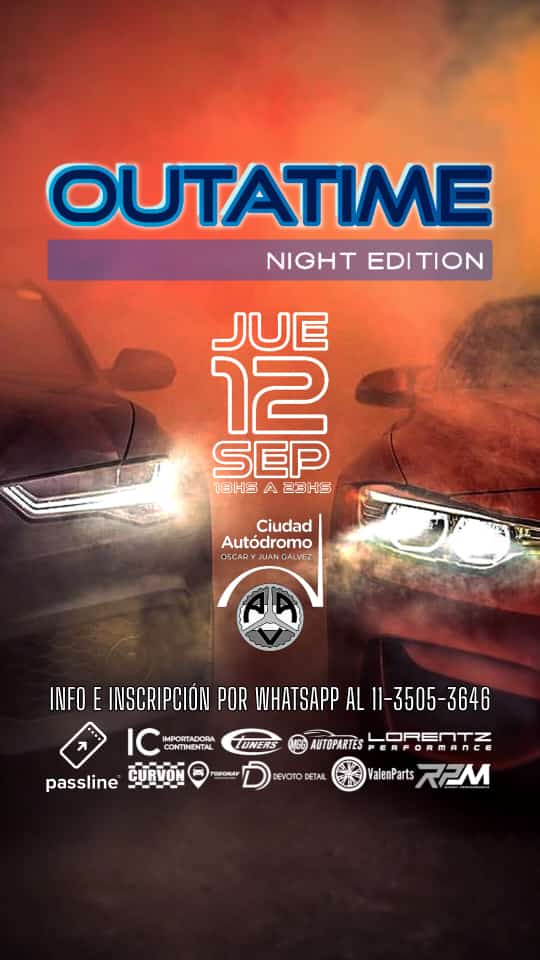 OUTATIME
NIGHT EDITION
JUE
12
SEP
18HS A 23HS
Ciudad
Autódromo
OSCAR Y JUAN GÁLVEZ
INFO E INSCRIPCIÓN POR WHATSAPP AL 11-3505-3646
passline
IC IMPORTADORA CONTINENTAL
TUNERS
MGG AUTOPARTES
LORENTZ
PERFORMANCE
CURVON
DEVOTO DETAIL
ValenParts
RPM